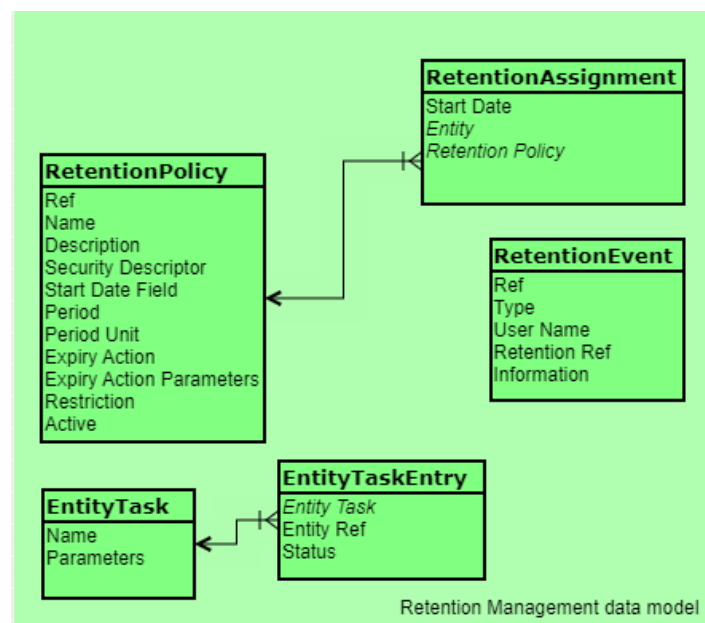 RetentionAssignment
Start Date
Entity
Retention Policy
RetentionPolicy
Ref
Name
Description
Security Descriptor
Start Date Field
Period
Period Unit
Expiry Action
Expiry Action Parameters
Restriction
Active
RetentionEvent
Ref
Type
User Name
Retention Ref
Information
EntityTaskEntry
Entity Task
Entity Ref
Status
EntityTask
Name
Parameters
Retention Management data model